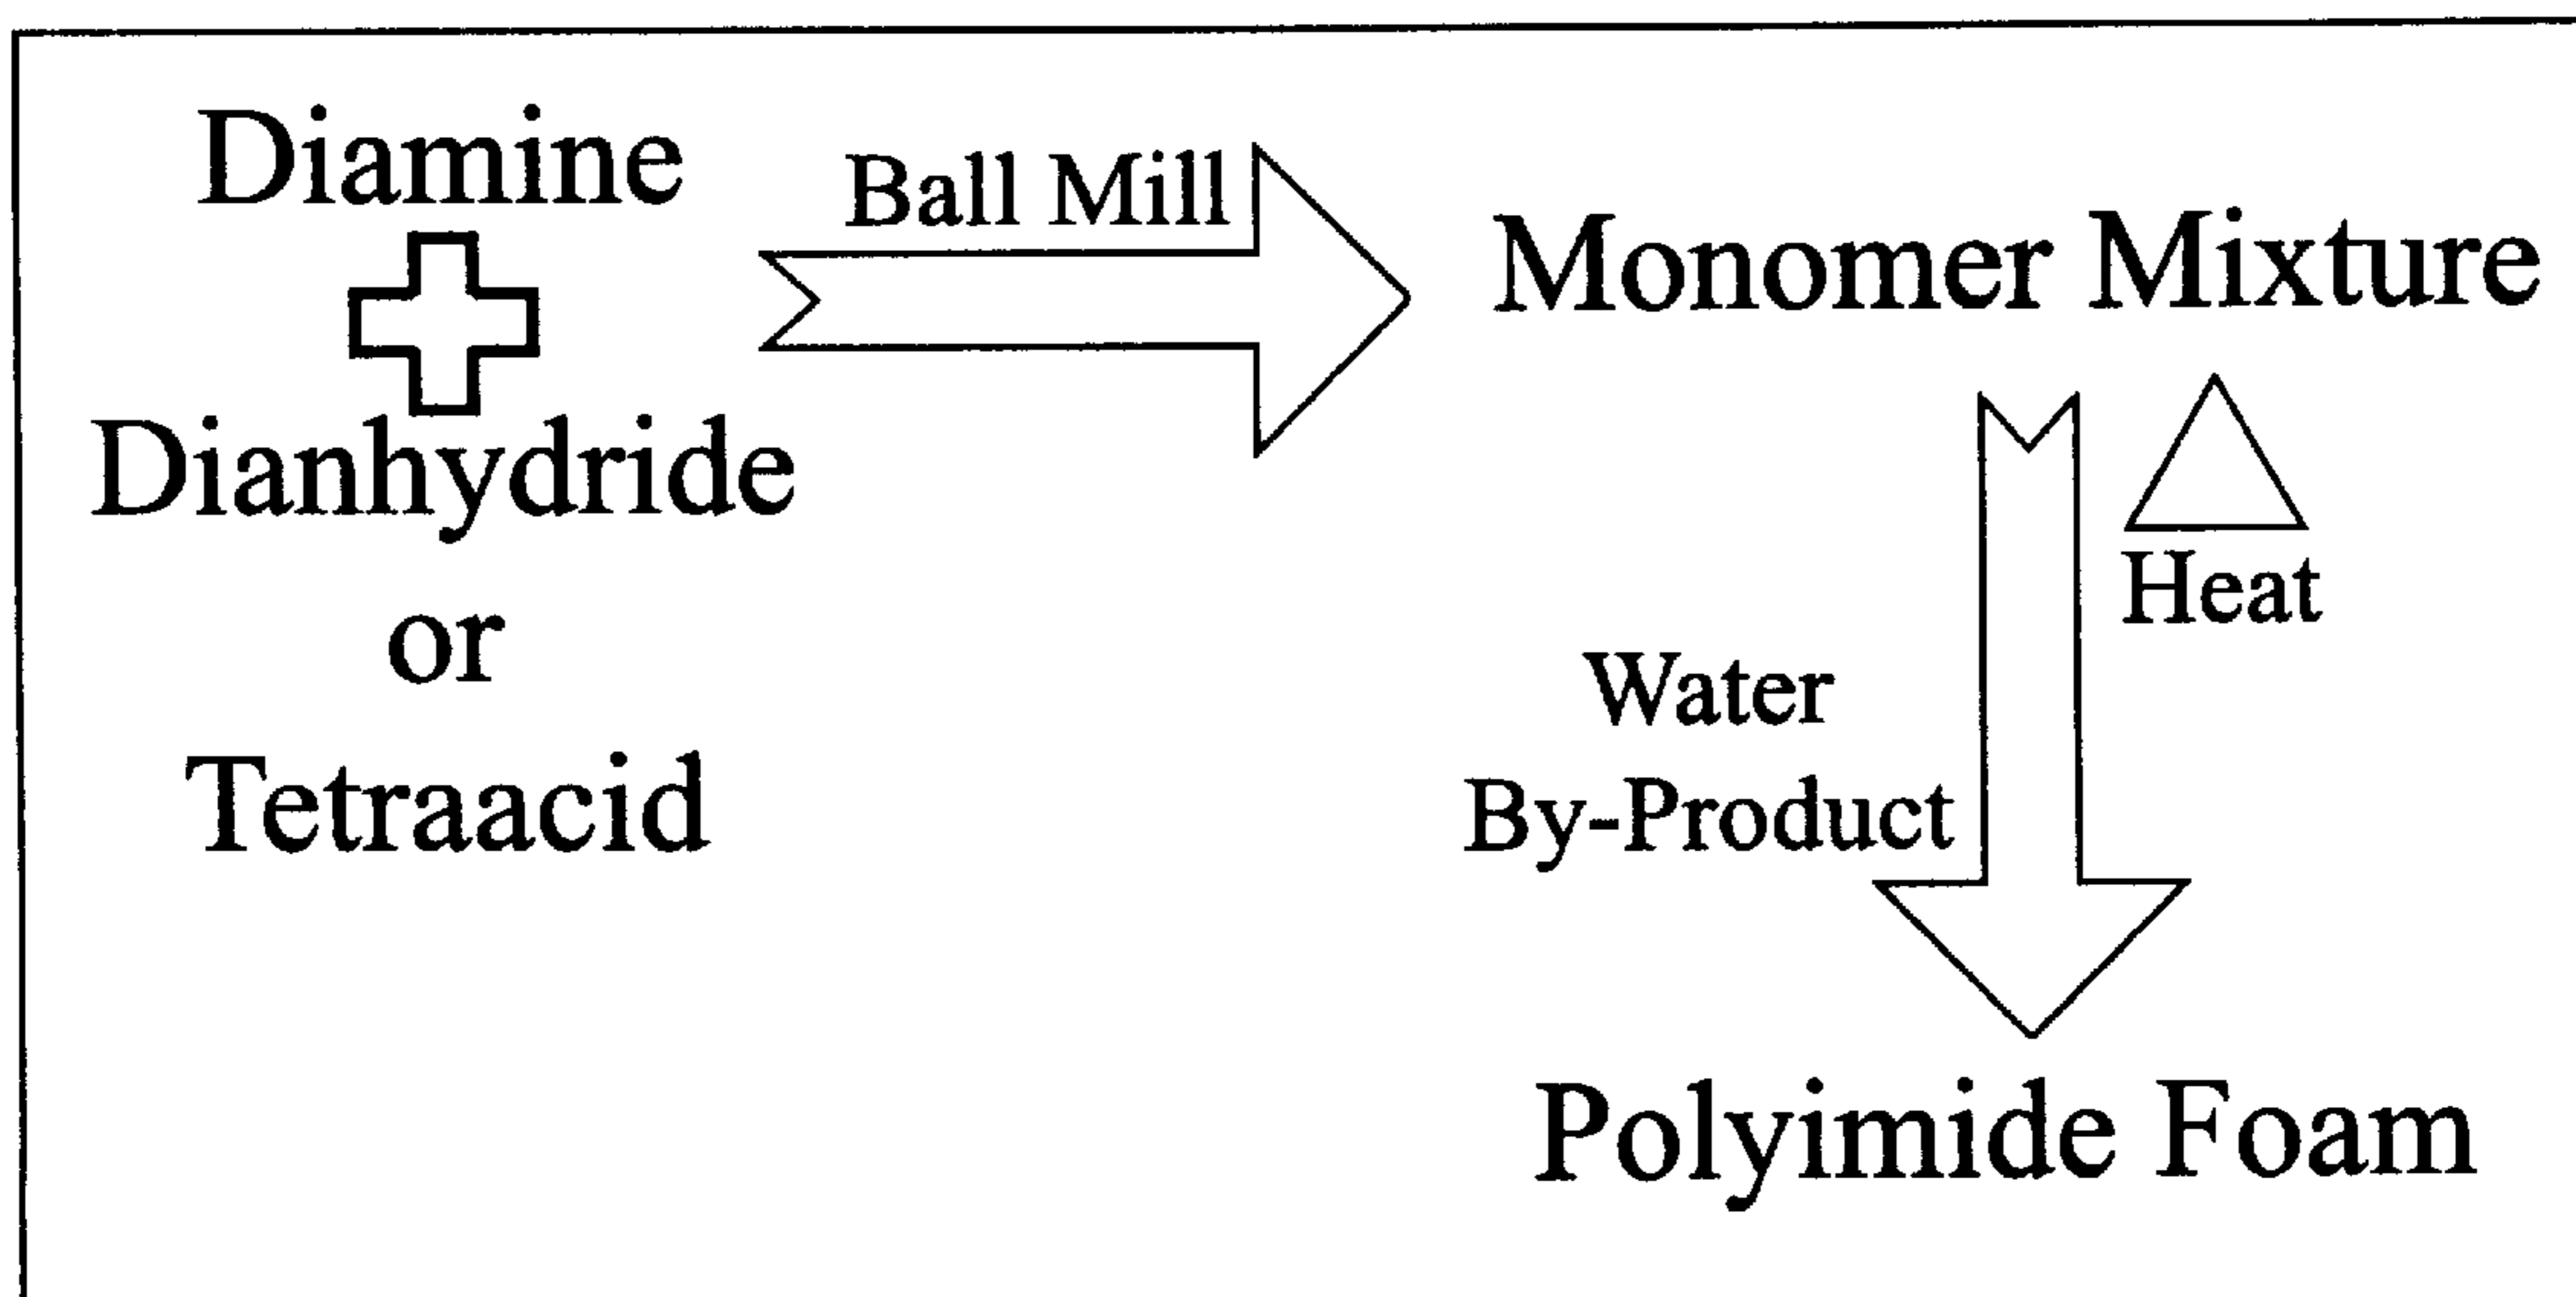 Diamine
Dianhydride
or
Tetraacid
Ball Mill
Monomer Mixture
Heat
Water
By-Product
Polyimide Foam